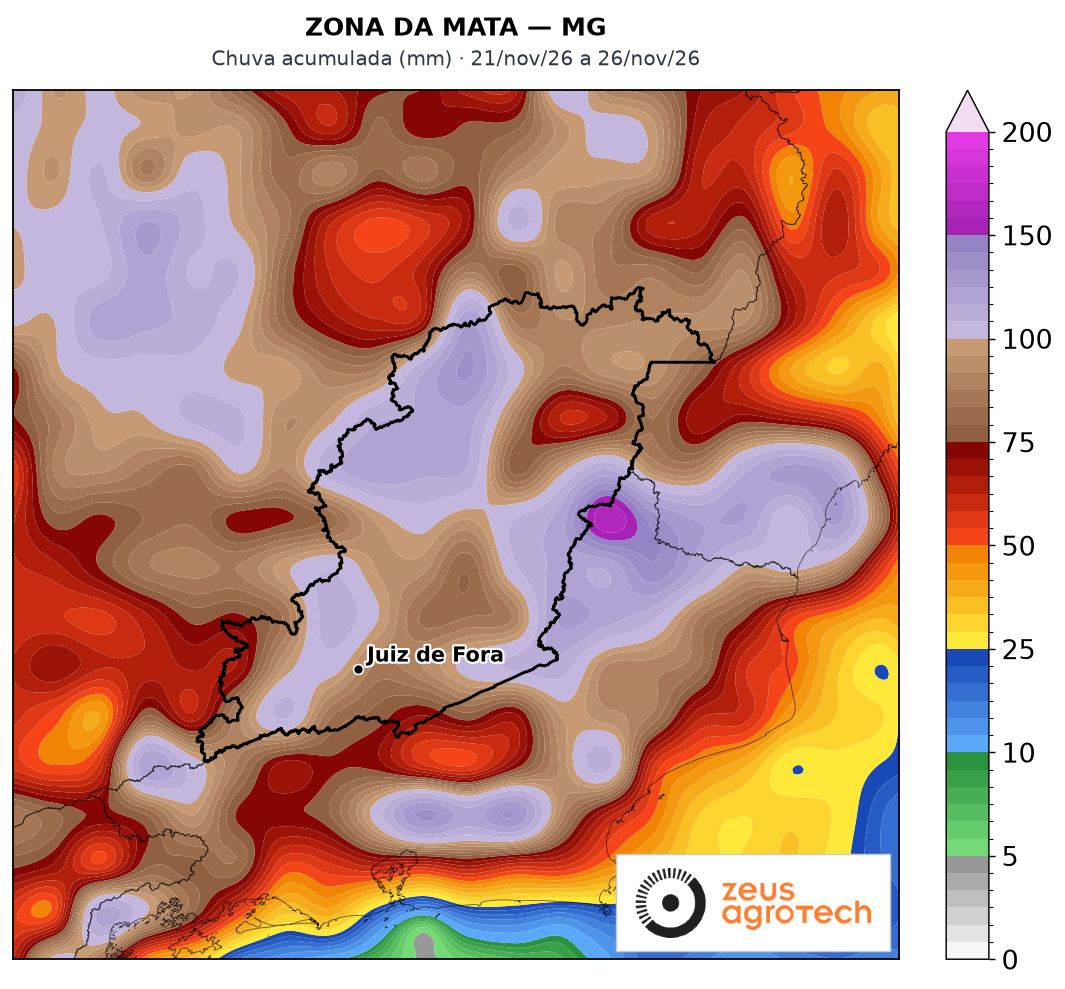 ZONA DA MATA — MG
Chuva acumulada (mm) · 21/nov/26 a 26/nov/26
200
150
100
75
50
25
10
5
0
Juiz de Fora
zeus
agrotech